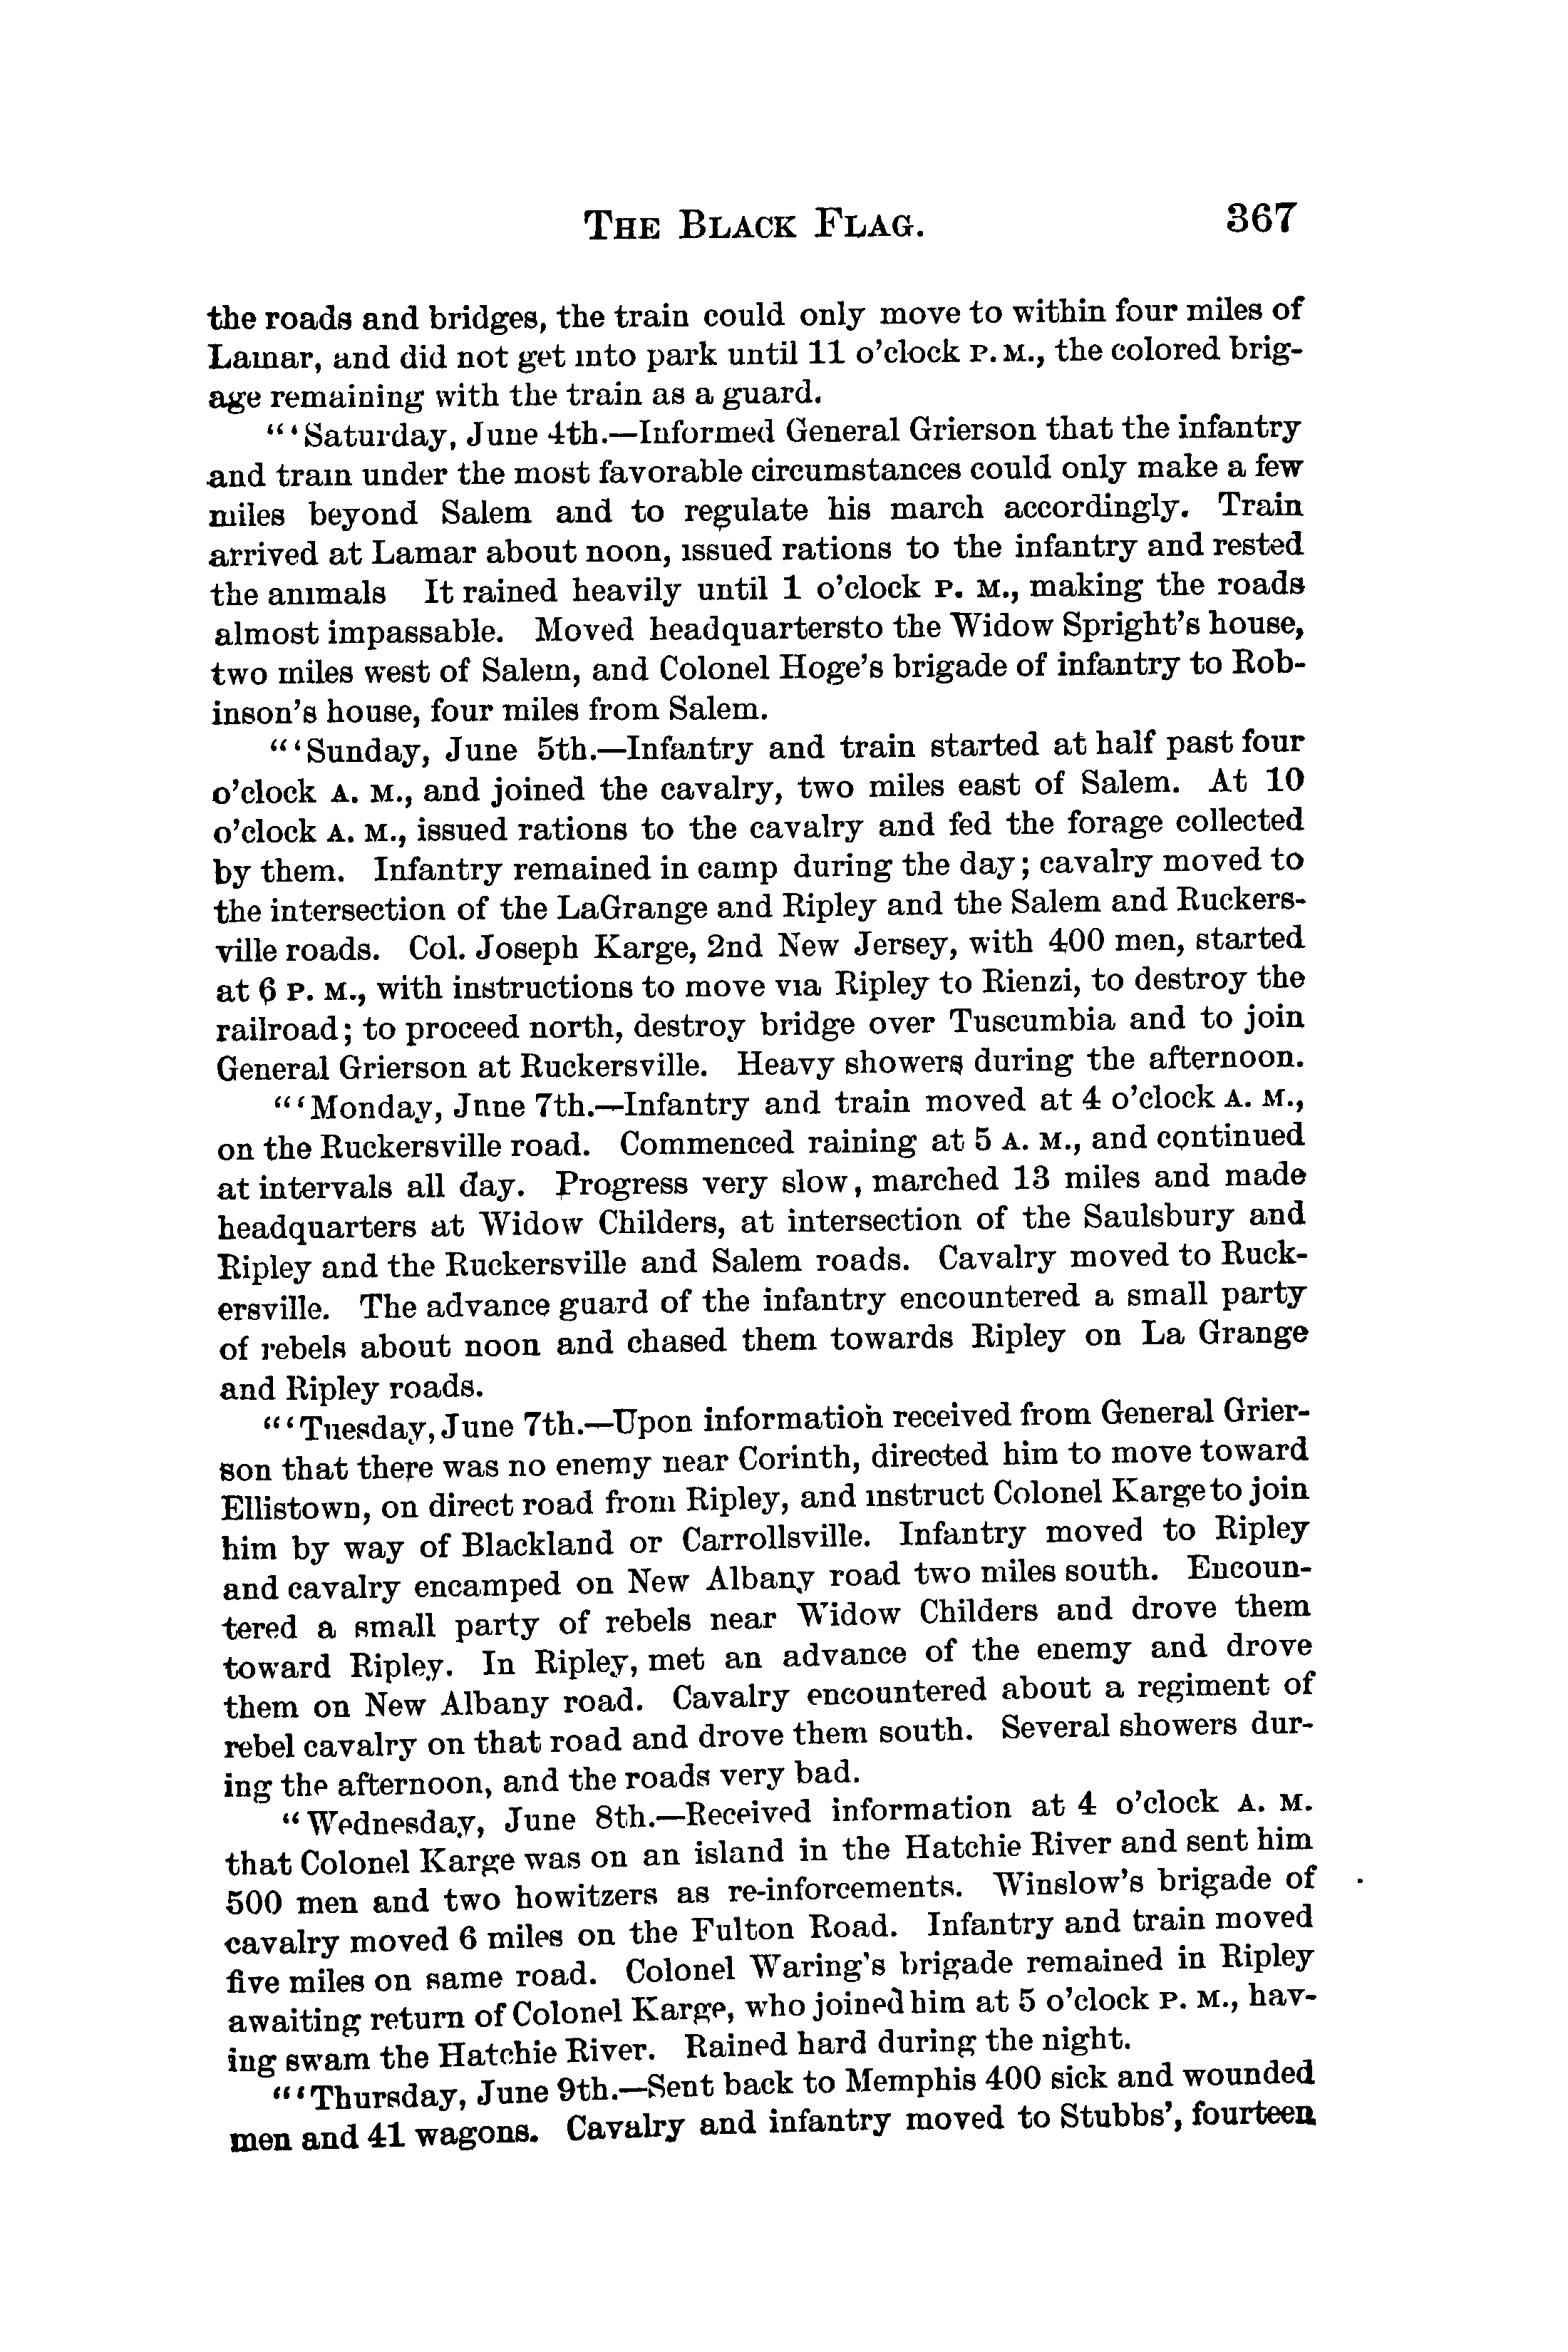 THE BLACK FLAG. 367
the roads and bridges, the train could only move to within four miles of
Lamar, and did not get into park until 11 o'clock P. M., the colored brig-
age remaining with the train as a guard.
"'Saturday, June 4th.—Informed General Grierson that the infantry
and train under the most favorable circumstances could only make a few
miles beyond Salem and to regulate his march accordingly. Train
arrived at Lamar about noon, issued rations to the infantry and rested
the animals It rained heavily until 1 o'clock P. M., making the roads
almost impassable. Moved headquartersto the Widow Spright's house,
two miles west of Salem, and Colonel Hoge's brigade of infantry to Rob-
inson's house, four miles from Salem.
"'Sunday, June 5th.—Infantry and train started at half past four
o'clock A. M., and joined the cavalry, two miles east of Salem. At 10
o'clock A. M., issued rations to the cavalry and fed the forage collected
by them. Infantry remained in camp during the day; cavalry moved to
the intersection of the LaGrange and Ripley and the Salem and Ruckers-
ville roads. Col. Joseph Karge, 2nd New Jersey, with 400 men, started
at 6 P. M., with instructions to move via Ripley to Rienzi, to destroy the
railroad; to proceed north, destroy bridge over Tuscumbia and to join
General Grierson at Ruckersville. Heavy showers during the afternoon.
"'Monday, Jnne 7th.—Infantry and train moved at 4 o'clock A. M.,
on the Ruckersville road. Commenced raining at 5 A. M., and continued
at intervals all day. Progress very slow, marched 13 miles and made
headquarters at Widow Childers, at intersection of the Saulsbury and
Ripley and the Ruckersville and Salem roads. Cavalry moved to Ruck-
ersville. The advance guard of the infantry encountered a small party
of rebels about noon and chased them towards Ripley on La Grange
and Ripley roads.
"'Tuesday, June 7th.—Upon information received from General Grier-
son that there was no enemy near Corinth, directed him to move toward
Ellistown, on direct road from Ripley, and instruct Colonel Karge to join
him by way of Blackland or Carrollsville. Infantry moved to Ripley
and cavalry encamped on New Albany road two miles south. Encoun-
tered a small party of rebels near Widow Childers and drove them
toward Ripley. In Ripley, met an advance of the enemy and drove
them on New Albany road. Cavalry encountered about a regiment of
rebel cavalry on that road and drove them south. Several showers dur-
ing the afternoon, and the roads very bad.
"Wednesday, June 8th.—Received information at 4 o'clock A. M.
that Colonel Karge was on an island in the Hatchie River and sent him
500 men and two howitzers as re-inforcements. Winslow's brigade of
cavalry moved 6 miles on the Fulton Road. Infantry and train moved
five miles on same road. Colonel Waring's brigade remained in Ripley
awaiting return of Colonel Karge, who joined him at 5 o'clock P. M., hav-
ing swam the Hatchie River. Rained hard during the night.
"'Thursday, June 9th.—Sent back to Memphis 400 sick and wounded
men and 41 wagons. Cavalry and infantry moved to Stubbs', fourteen